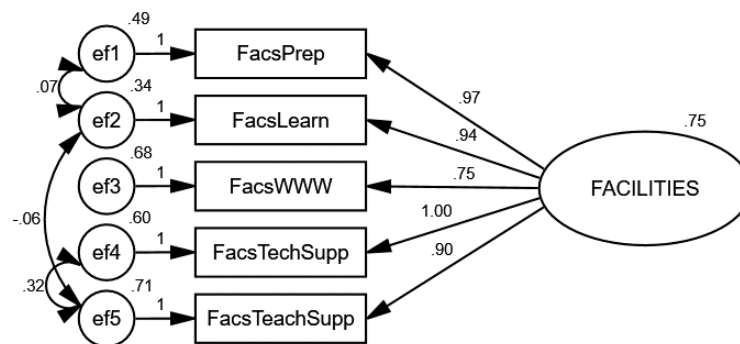 .49
ef1 1 FacsPrep
.07
.97
.34
ef2 1 FacsLearn
.94
.75
.68
ef3 1 FacsWWW
.75
FACILITIES
-.06
.60
1.00
ef4 1 FacsTechSupp
.90
.32
.71
ef5 1 FacsTeachSupp